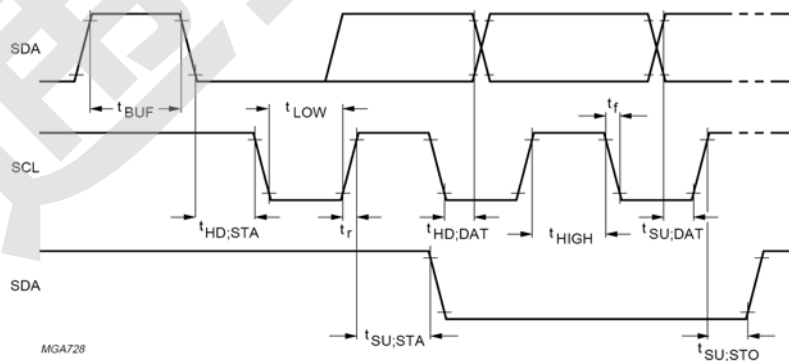 SDA
t BUF
t LOW
t f
SCL
t HD;STA
t r
t HD;DAT
t HIGH
t SU;DAT
SDA
t SU;STA
t SU;STO
MGA728